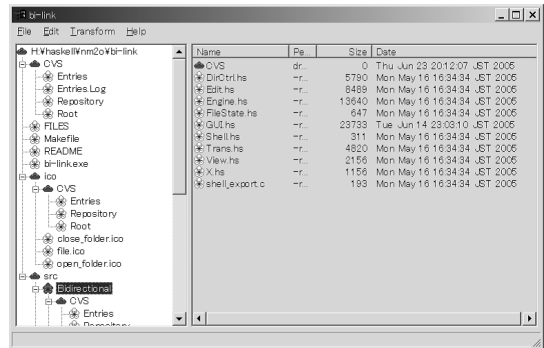 bi-link
File Edit Transform Help
H:¥haskell¥nm2o¥bi-link
CVS
Entries
Entries.Log
Repository
Root
FILES
Makefile
README
bi-link.exe
ico
CVS
Entries
Repository
Root
close_folder.ico
file.ico
open_folder.ico
src
Bidirectional
CVS
Entries
Repository
Name Pe... Size Date
CVS dr... 0 Thu Jun 23 20:12:07 JST 2005
DirCtrl.hs -r... 5790 Mon May 16 16:34:34 JST 2005
Edit.hs -r... 8489 Mon May 16 16:34:34 JST 2005
Engine.hs -r... 13640 Mon May 16 16:34:34 JST 2005
FileState.hs -r... 647 Mon May 16 16:34:34 JST 2005
GUI.hs -r... 23733 Tue Jun 14 23:03:10 JST 2005
Shell.hs -r... 311 Mon May 16 16:34:34 JST 2005
Trans.hs -r... 4820 Mon May 16 16:34:34 JST 2005
View.hs -r... 2156 Mon May 16 16:34:34 JST 2005
X.hs -r... 1156 Mon May 16 16:34:34 JST 2005
shell_export.c -r... 193 Mon May 16 16:34:34 JST 2005